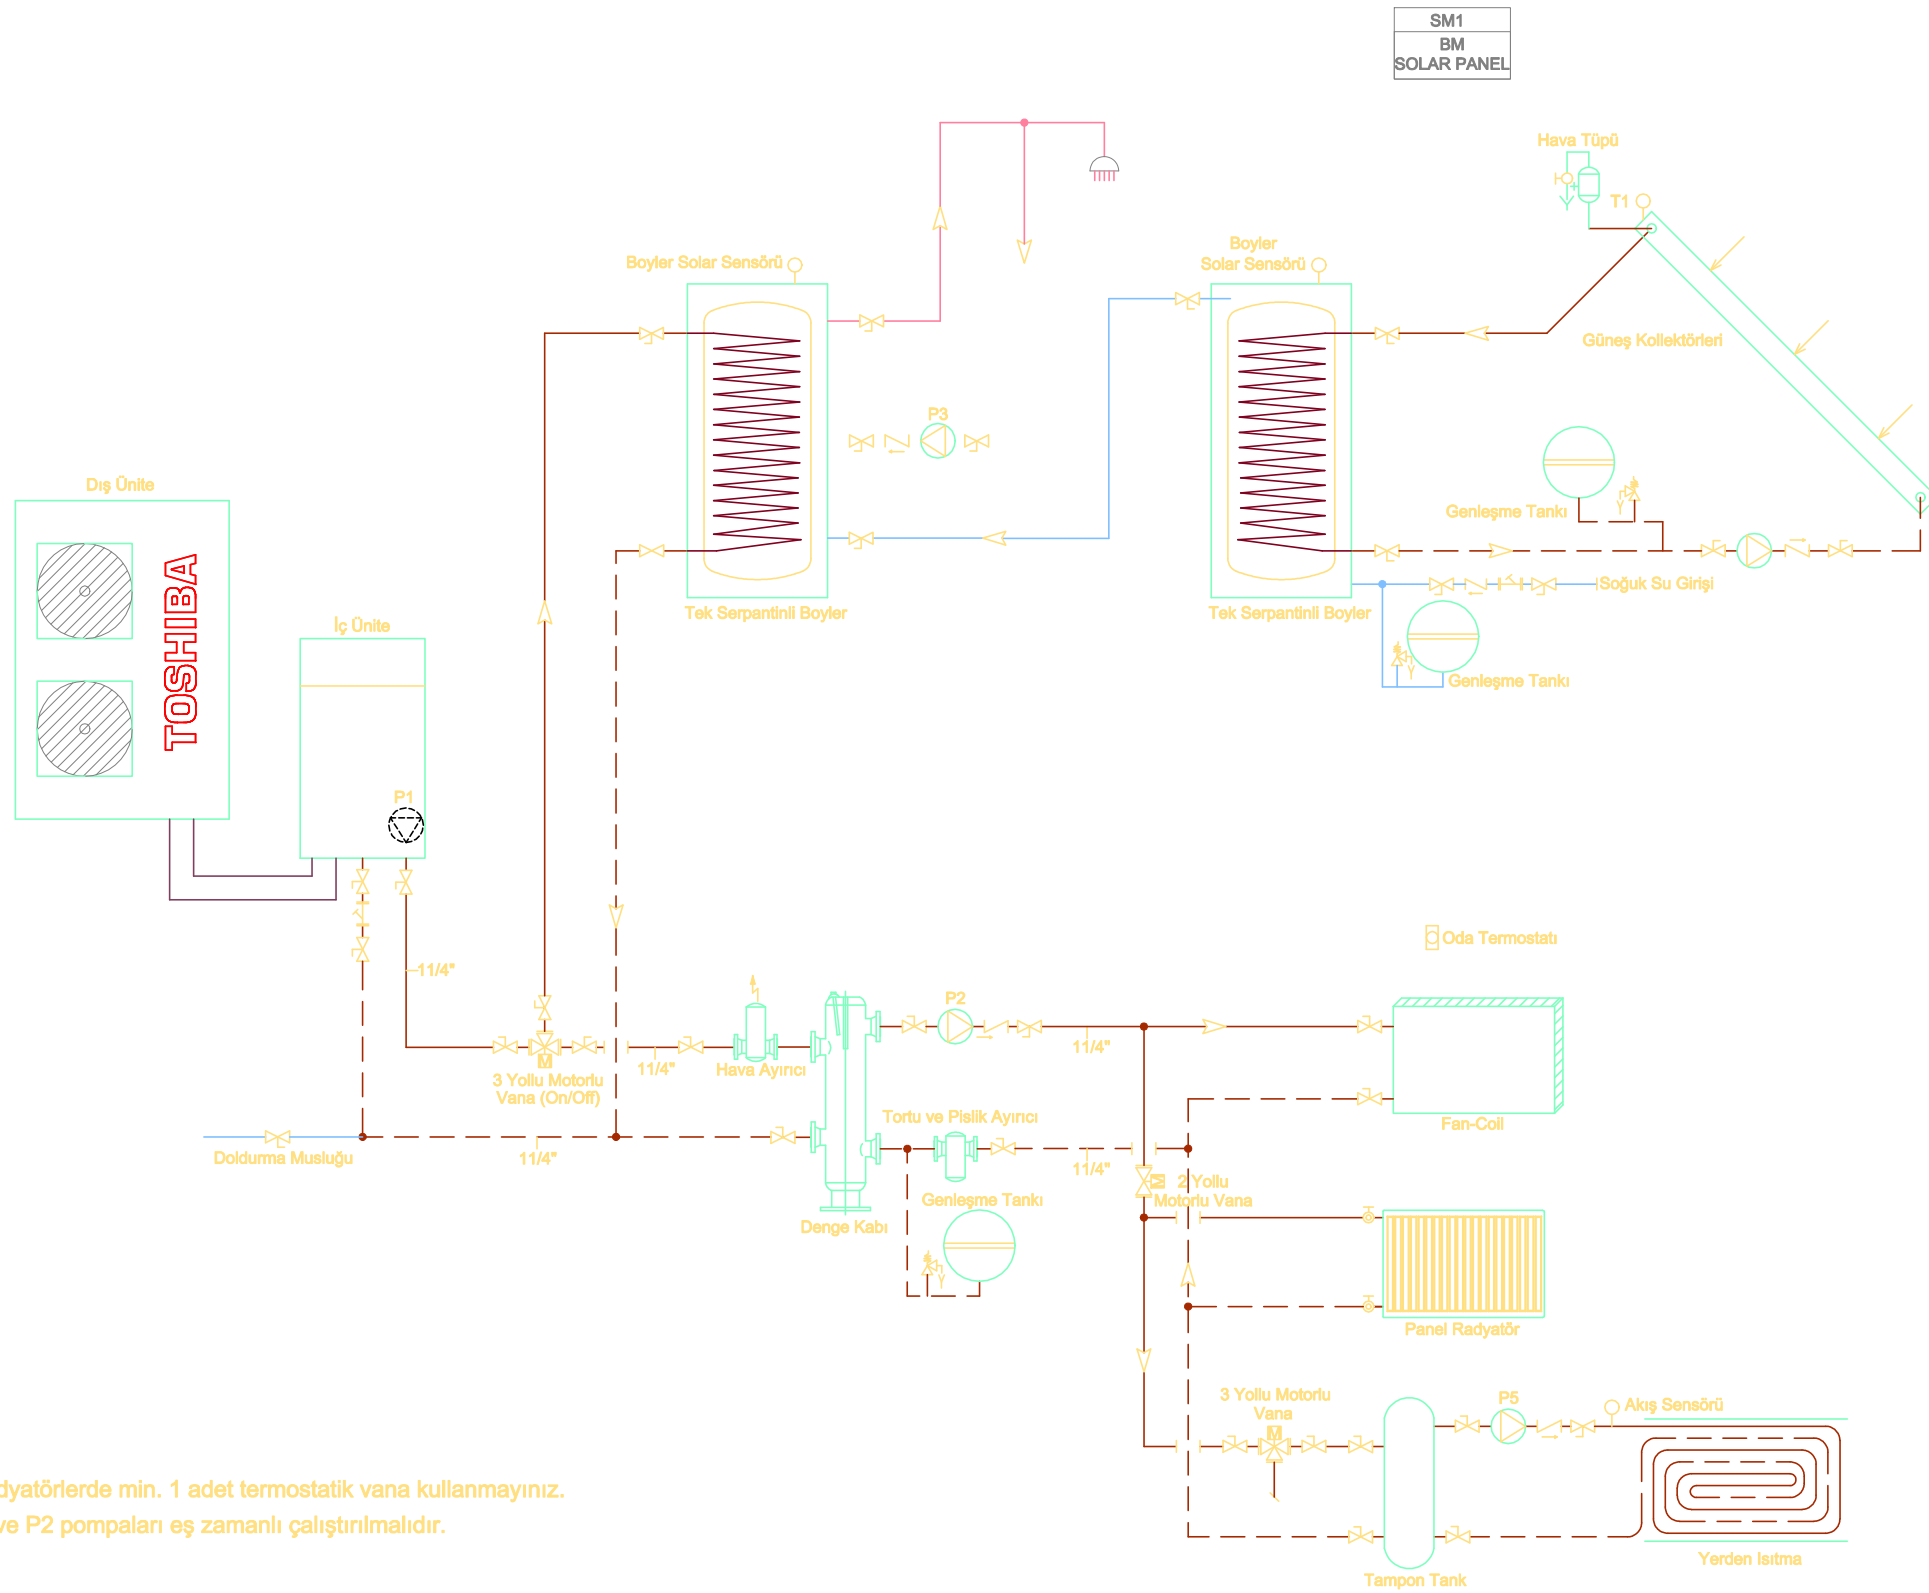 SM1
BM
SOLAR PANEL
Hava Tüpü
T1
Boyler Solar Sensörü
Boyler
Solar Sensörü
Güneş Kollektörleri
P3
Dış Ünite
TOSHIBA
Genleşme Tankı
Soğuk Su Girişi
Tek Serpantinli Boyler
Tek Serpantinli Boyler
İç Ünite
Genleşme Tankı
P1
Oda Termostatı
11/4"
P2
11/4"
11/4"
Hava Ayırıcı
M
3 Yollu Motorlu
Vana (On/Off)
Tortu ve Pislik Ayırıcı
Fan-Coil
Doldurma Musluğu
11/4"
11/4"
M
2 Yollu
Motorlu Vana
Genleşme Tankı
Denge Kabı
Panel Radyatör
3 Yollu Motorlu
Vana
M
P5
Akış Sensörü
dyatörlerde min. 1 adet termostatik vana kullanmayınız.
ve P2 pompaları eş zamanlı çalıştırılmalıdır.
Yerden Isıtma
Tampon Tank